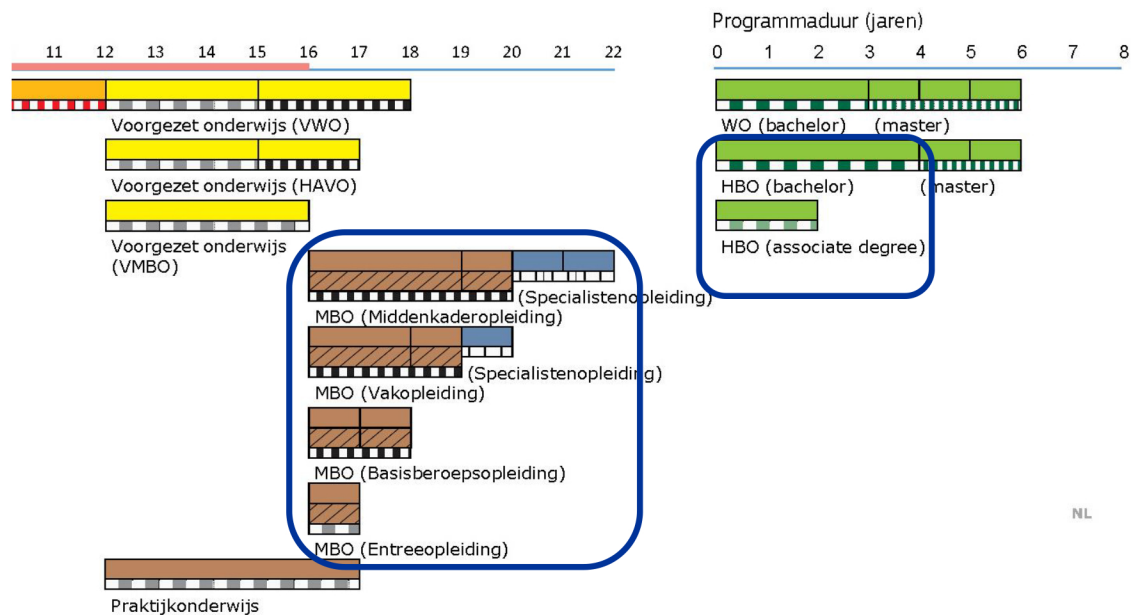 Programmaduur (jaren)
11 12 13 14 15 16 17 18 19 20 21 22
0 1 2 3 4 5 6 7 8
Voorgezet onderwijs (VWO)
WO (bachelor) (master)
Voorgezet onderwijs (HAVO)
HBO (bachelor) (master)
Voorgezet onderwijs
(VMBO)
HBO (associate degree)
(Specialistenopleiding)
MBO (Middenkaderopleiding)
(Specialistenopleiding)
MBO (Vakopleiding)
MBO (Basisberoepsopleiding)
NL
MBO (Entreeopleiding)
Praktijkonderwijs